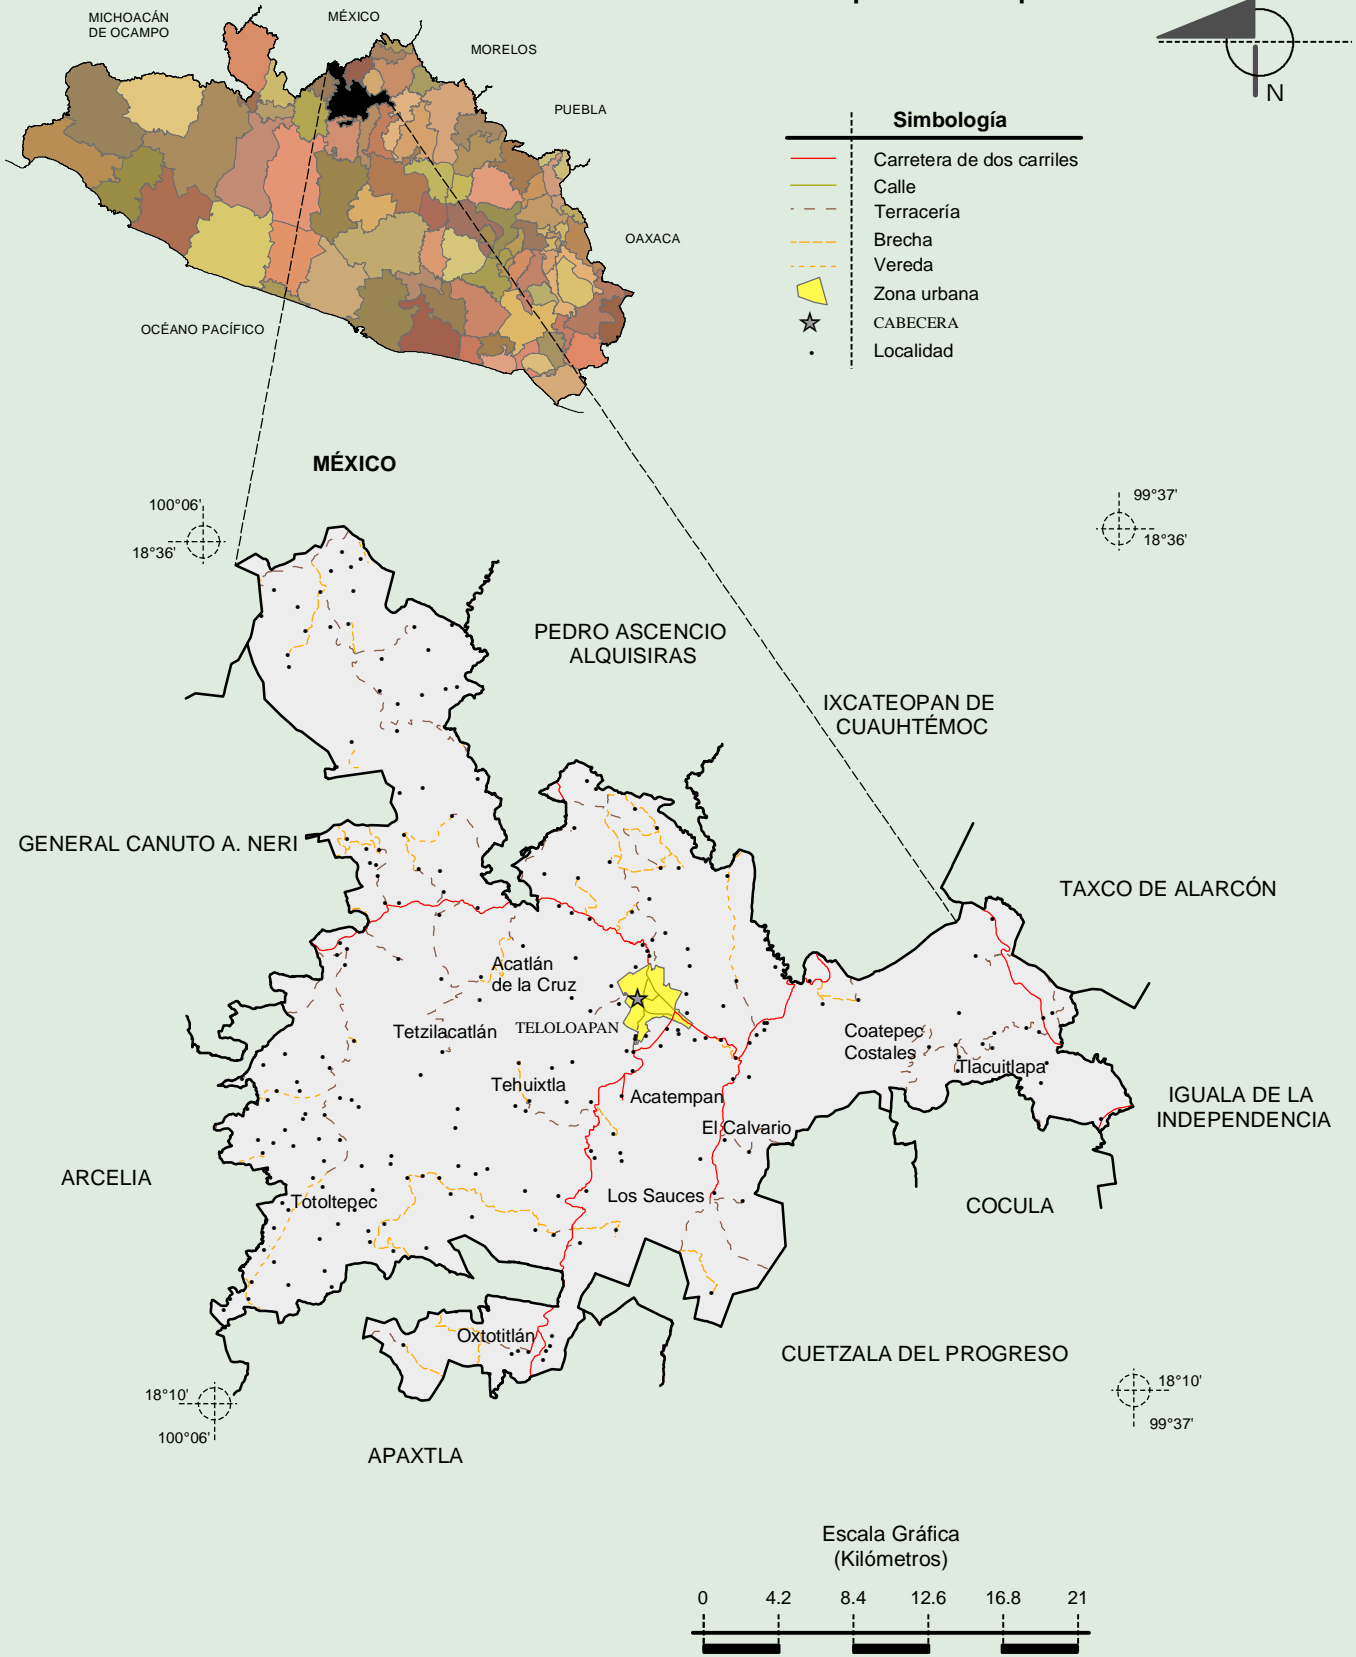 MICHOACÁN
DE OCAMPO
MÉXICO
MORELOS
PUEBLA
OAXACA
OCÉANO PACÍFICO
N
Simbología
Carretera de dos carriles
Calle
Terracería
Brecha
Vereda
Zona urbana
CABECERA
Localidad
MÉXICO
100°06'
18°36'
99°37'
18°36'
PEDRO ASCENCIO
ALQUISIRAS
IXCATEOPAN DE
CUAUHTÉMOC
GENERAL CANUTO A. NERI
TAXCO DE ALARCÓN
Acatlán
de la Cruz
Tetzilacatlán
TELOLOAPAN
Coatepec
Costales
Tlacuitlapa
Tehuixtla
Acatempan
El Calvario
IGUALA DE LA
INDEPENDENCIA
ARCELIA
Totoltepec
Los Sauces
COCULA
Oxtotitlán
CUETZALA DEL PROGRESO
18°10'
100°06'
18°10'
99°37'
APAXTLA
Escala Gráfica
(Kilómetros)
0 4.2 8.4 12.6 16.8 21